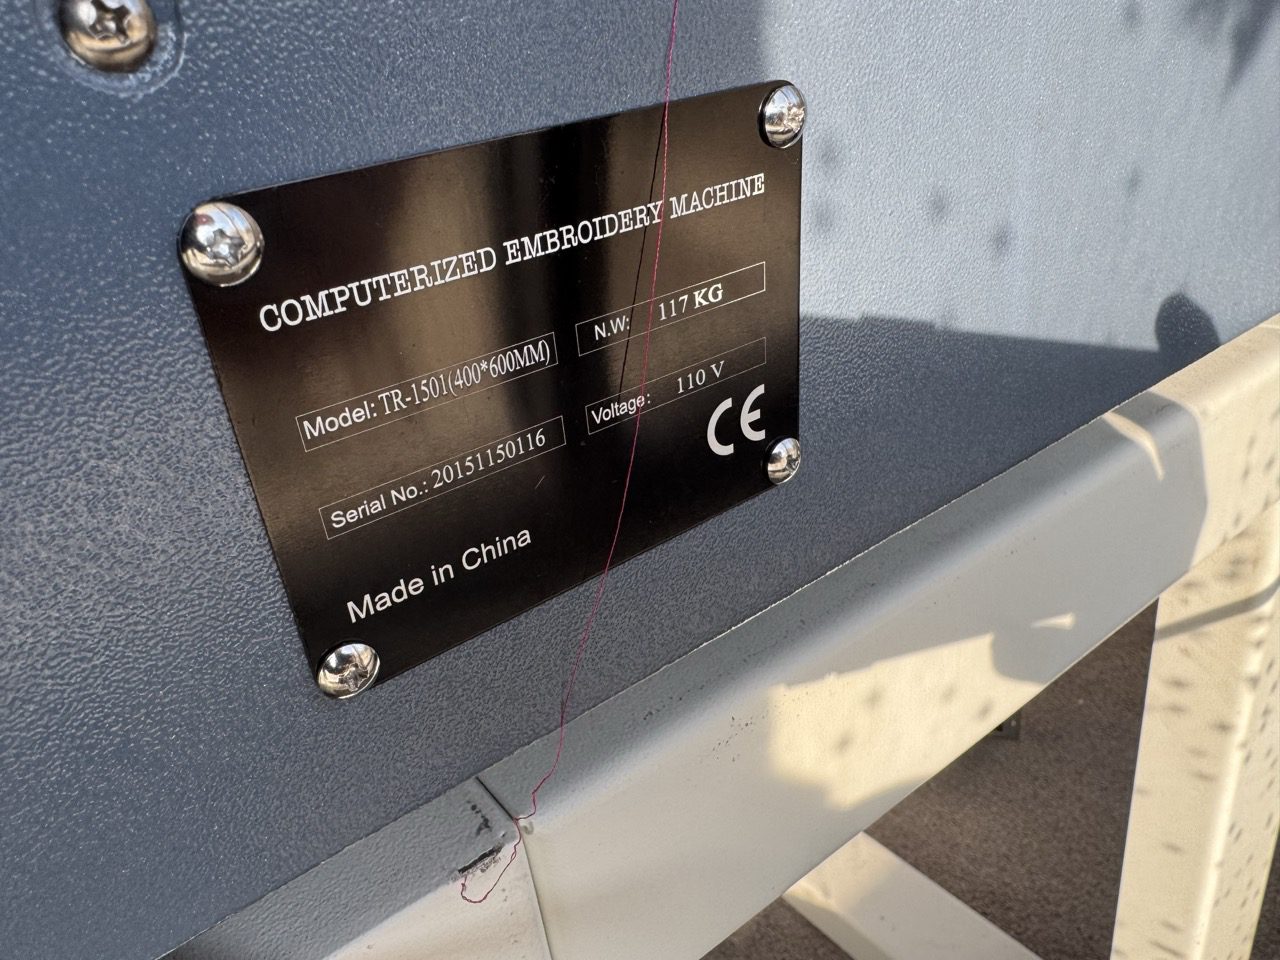 COMPUTERIZED EMBROIDERY MACHINE
Model: TR-1501(400*600MM)
N.W: 117 KG
Serial No.: 20151150116
Voltage: 110 V
CE
Made in China